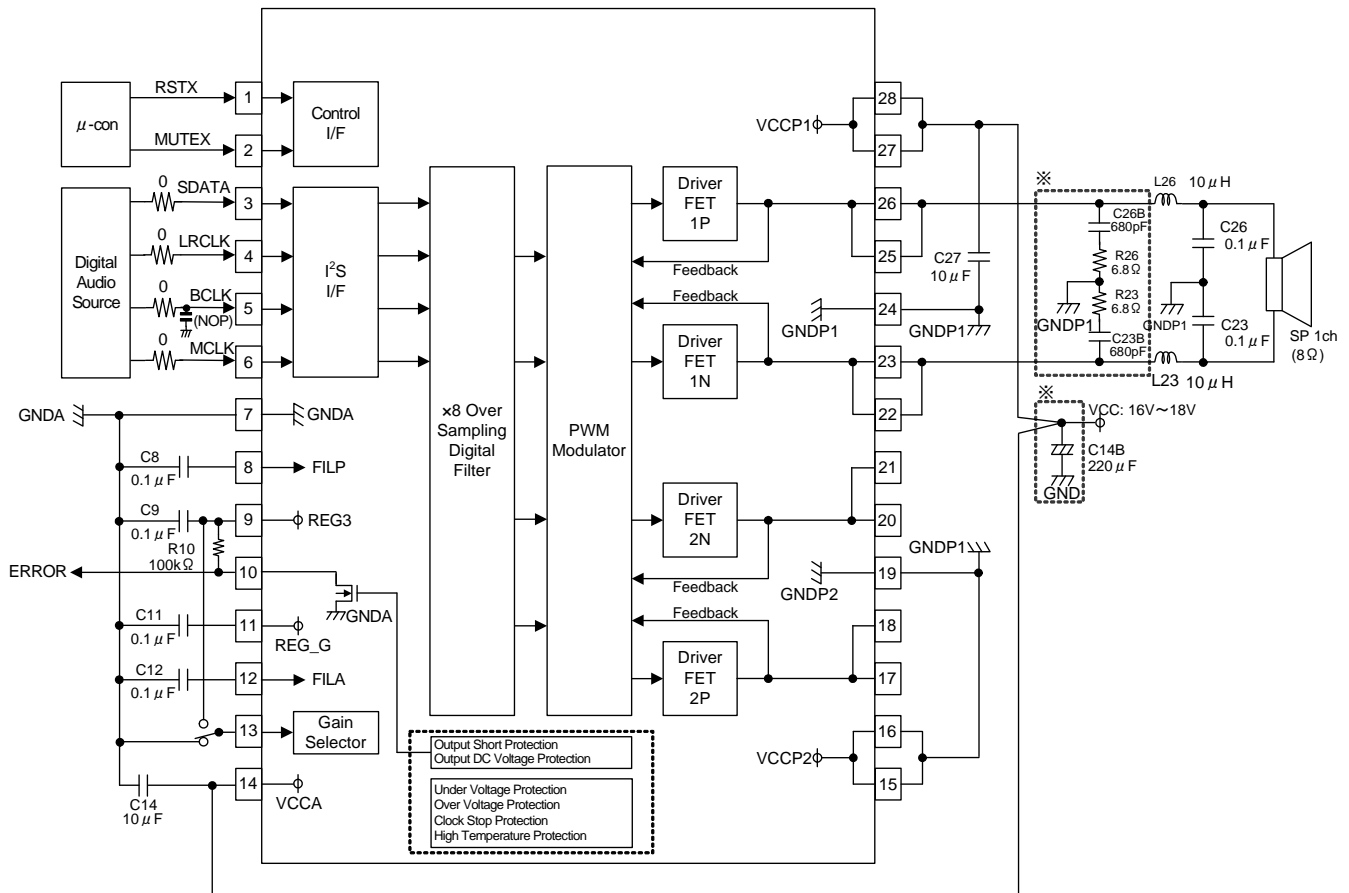 μ-con
RSTX
MUTEX
1
2
Control
I/F
Digital
Audio
Source
0
SDATA
0
LRCLK
0
BCLK
(NOP)
0
MCLK
3
4
5
6
I²S
I/F
GNDA
7
GNDA
C8
0.1μF
8
FILP
C9
0.1μF
9
REG3
R10
100kΩ
ERROR
10
GNDA
C11
0.1μF
11
REG_G
C12
0.1μF
12
FILA
13
Gain
Selector
C14
10μF
14
VCCA
×8 Over
Sampling
Digital
Filter
PWM
Modulator
Driver
FET
1P
Feedback
Feedback
Driver
FET
1N
Driver
FET
2N
Feedback
Feedback
Driver
FET
2P
Output Short Protection
Output DC Voltage Protection
Under Voltage Protection
Over Voltage Protection
Clock Stop Protection
High Temperature Protection
VCCP1
28
27
26
25
GNDP1
24
23
22
21
20
GNDP2
19
18
17
VCCP2
16
15
C27
10μF
GNDP1
GNDP1
※
C26B
680pF
R26
6.8Ω
R23
6.8Ω
GNDP1
C23B
680pF
L26
10μH
C26
0.1μF
GNDP1
C23
0.1μF
L23
10μH
SP 1ch
(8Ω)
※
VCC: 16V～18V
C14B
220μF
GND